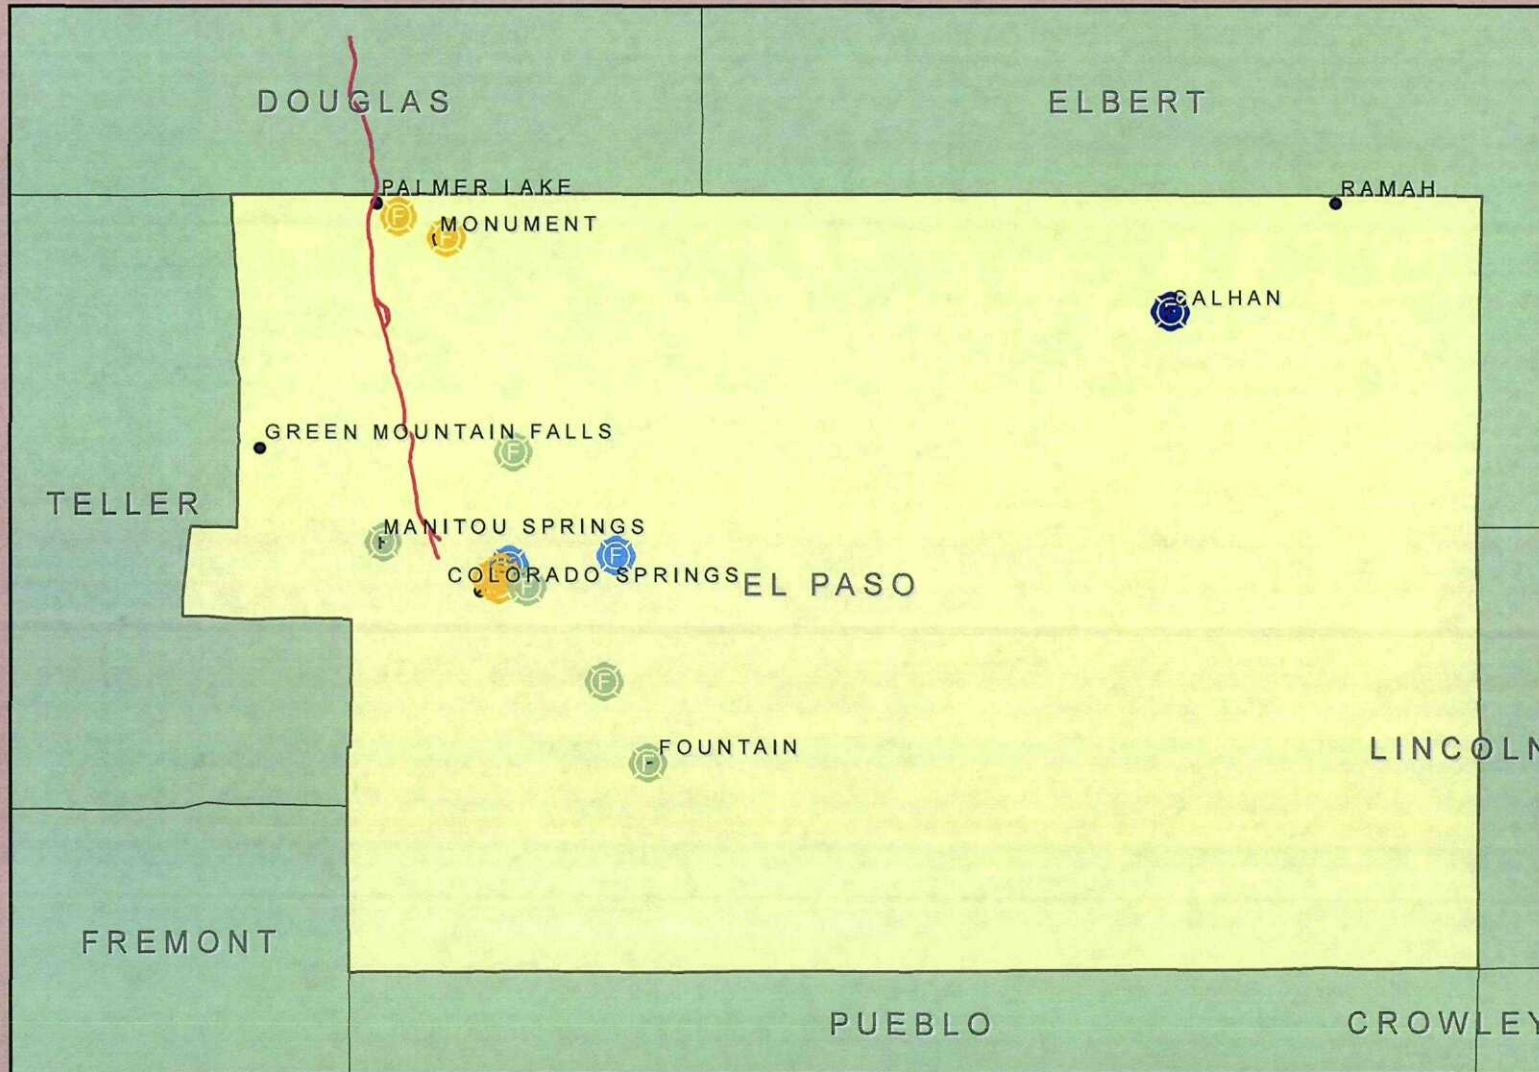 DOUGLAS
ELBERT
PALMER LAKE
RAMAH
F
MONUMENT
F
CALHAN
F
GREEN MOUNTAIN FALLS
F
TELLER
MANITOU SPRINGS
F
F
COLORADO SPRINGS
EL PASO
F
F
FOUNTAIN
F
LINCOLN
FREMONT
PUEBLO
CROWLEY